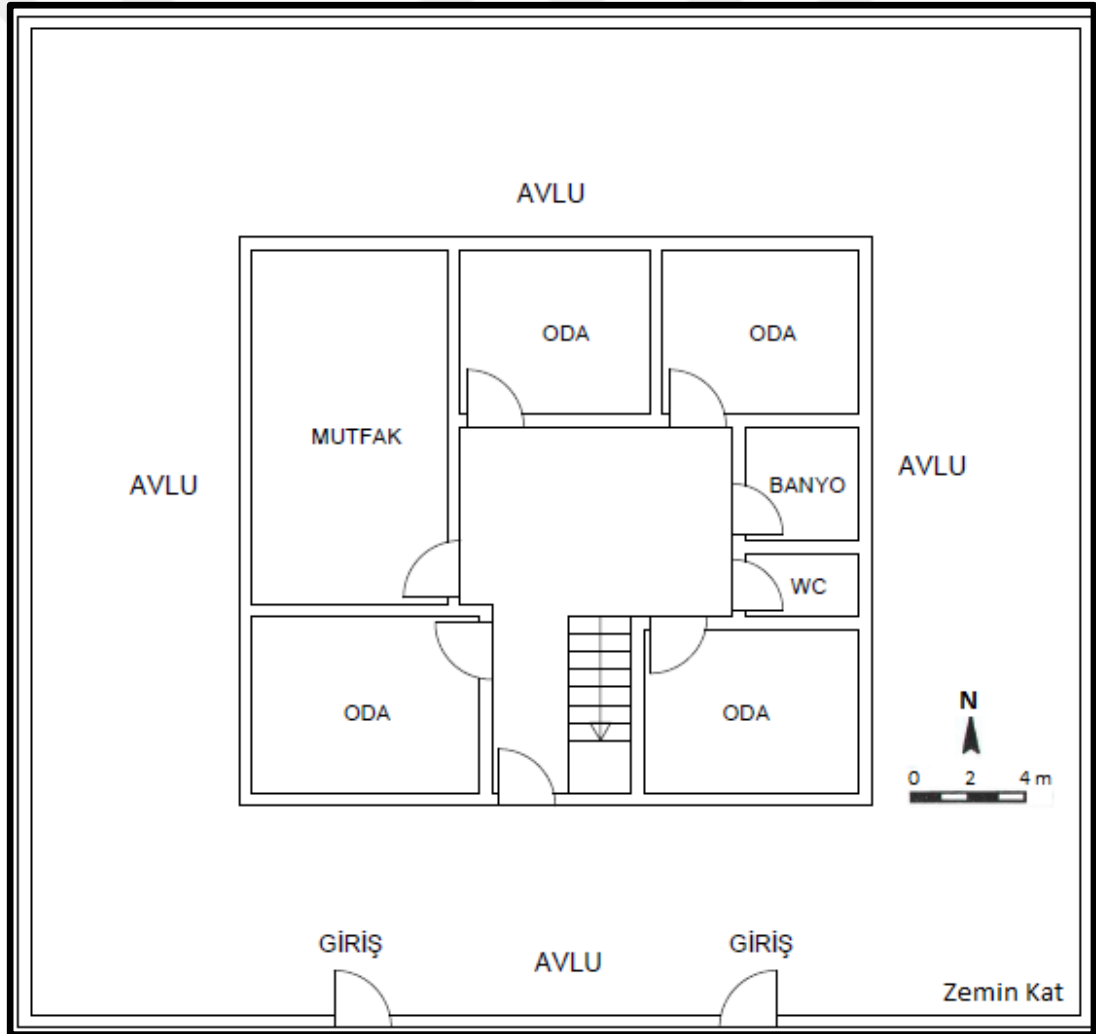 AVLU
ODA
ODA
MUTFAK
AVLU
AVLU
BANYO
WC
ODA
ODA
N
0 2 4 m
GİRİŞ
GİRİŞ
AVLU
Zemin Kat